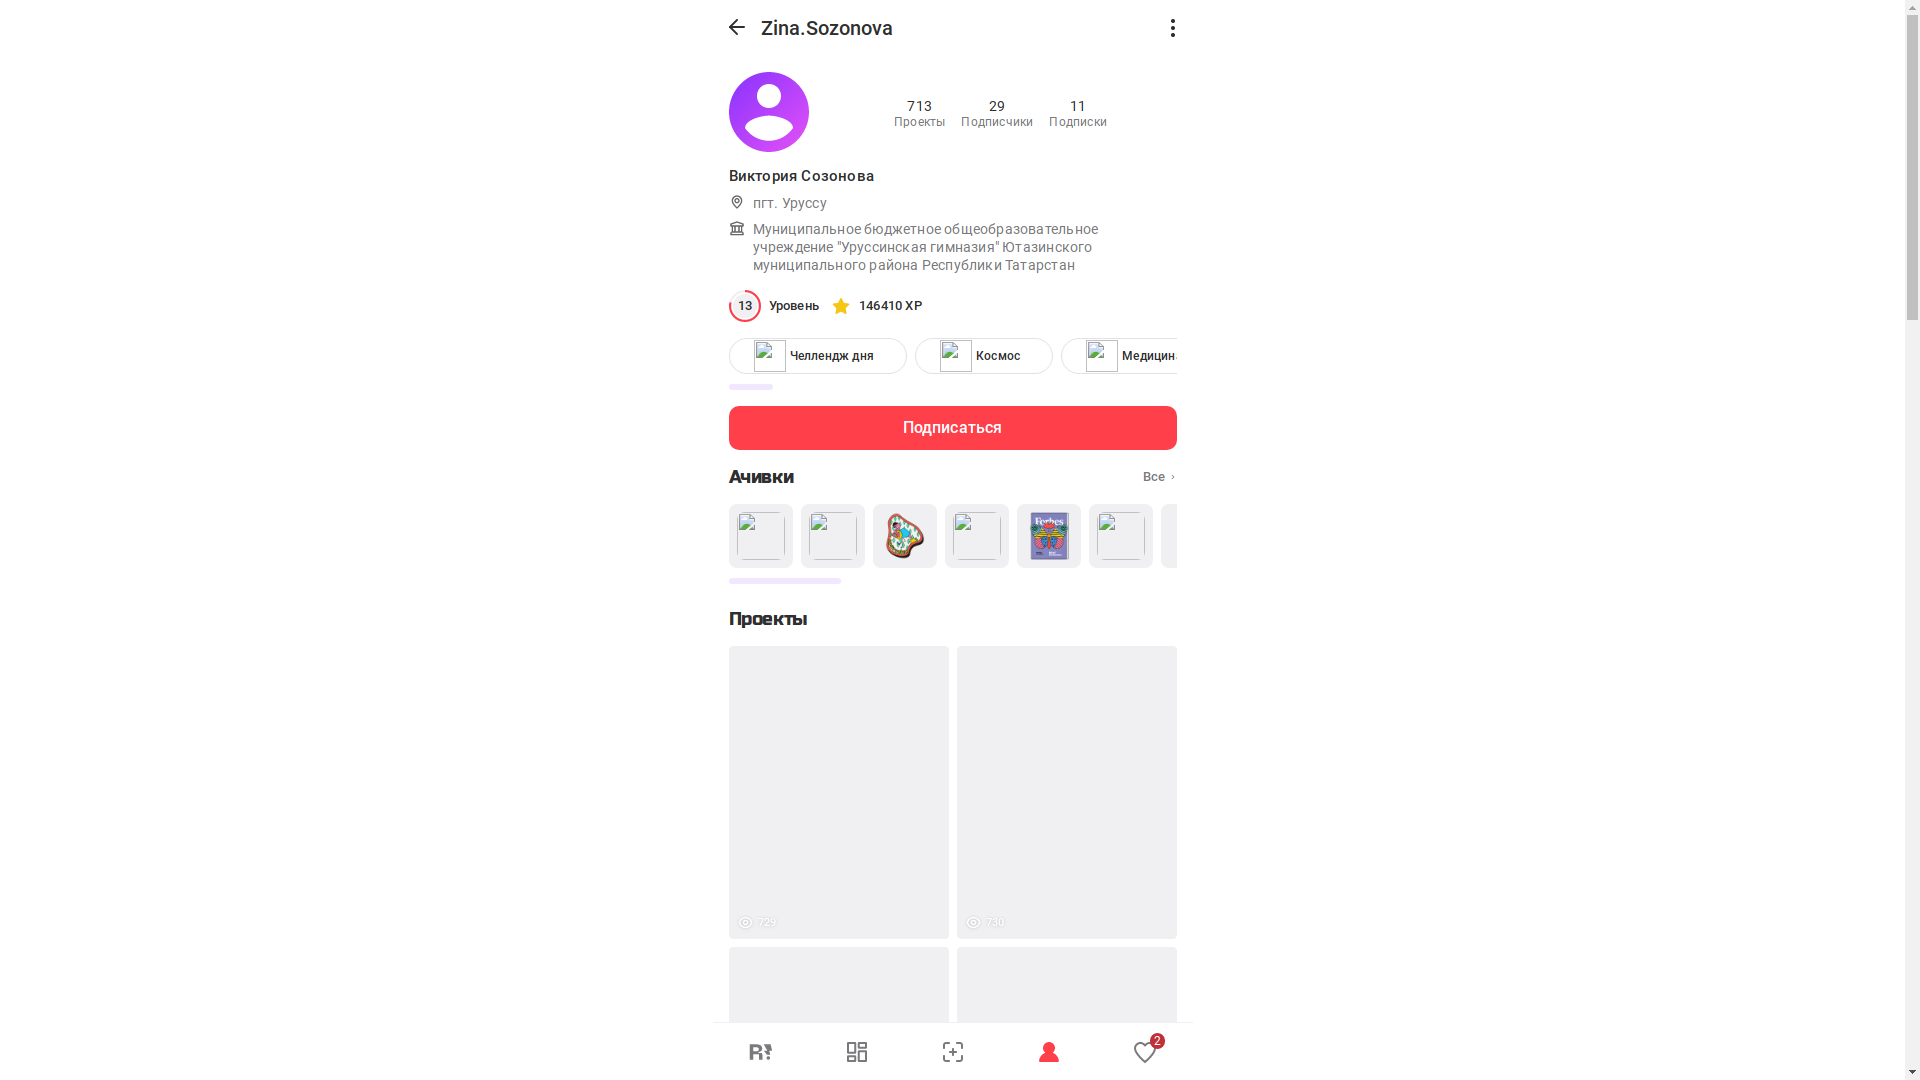 Zina.Sozonova
713
Проекты
29
Подписчики
11
Подписки
Виктория Созонова
пгт. Уруссу
Муниципальное бюджетное общеобразовательное
учреждение "Уруссинская гимназия" Ютазинского
муниципального района Республики Татарстан
13
Уровень
146410 XP
Челлендж дня
Космос
Медицин
Подписаться
Ачивки
Все
Forbes
Проекты
729
730
R!
2